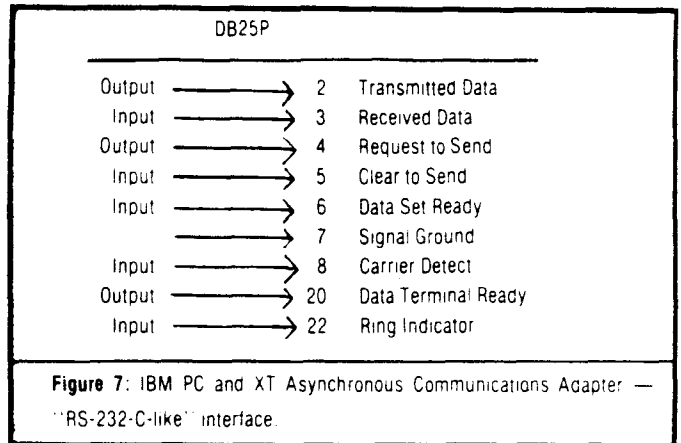 DB25P
Output 2 Transmitted Data
Input 3 Received Data
Output 4 Request to Send
Input 5 Clear to Send
Input 6 Data Set Ready
7 Signal Ground
Input 8 Carrier Detect
Output 20 Data Terminal Ready
Input 22 Ring Indicator
Figure 7: IBM PC and XT Asynchronous Communications Adapter —
"RS-232-C-like" interface.